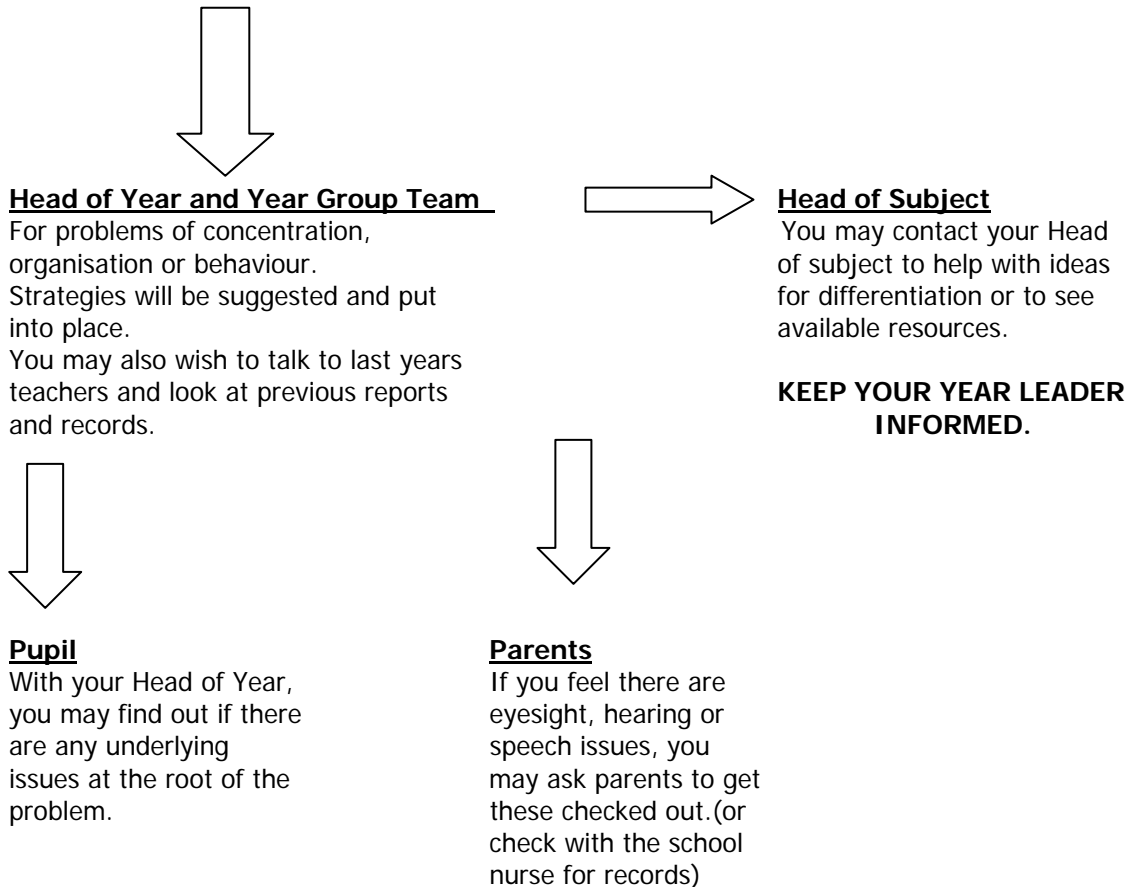 Head of Year and Year Group Team
For problems of concentration,
organisation or behaviour.
Strategies will be suggested and put
into place.
You may also wish to talk to last years
teachers and look at previous reports
and records.
Head of Subject
You may contact your Head
of subject to help with ideas
for differentiation or to see
available resources.
KEEP YOUR YEAR LEADER
INFORMED.
Pupil
With your Head of Year,
you may find out if there
are any underlying
issues at the root of the
problem.
Parents
If you feel there are
eyesight, hearing or
speech issues, you
may ask parents to get
these checked out.(or
check with the school
nurse for records)